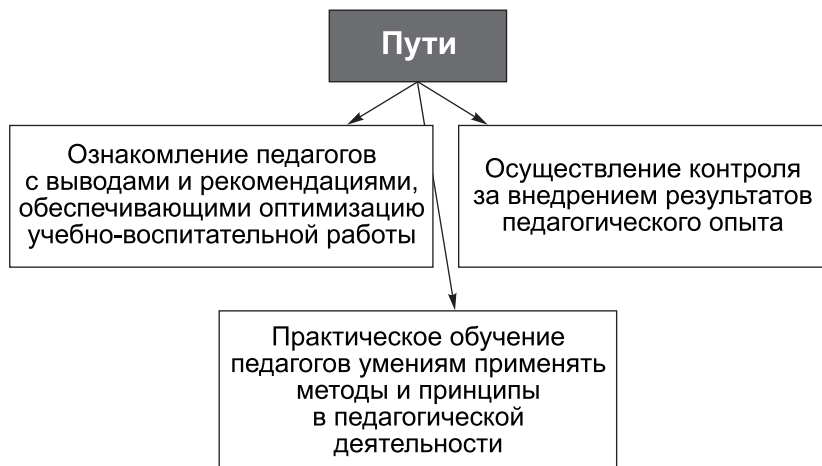 Пути
Ознакомление педагогов
с выводами и рекомендациями,
обеспечивающими оптимизацию
учебно-воспитательной работы
Осуществление контроля
за внедрением результатов
педагогического опыта
Практическое обучение
педагогов умениям применять
методы и принципы
в педагогической
деятельности